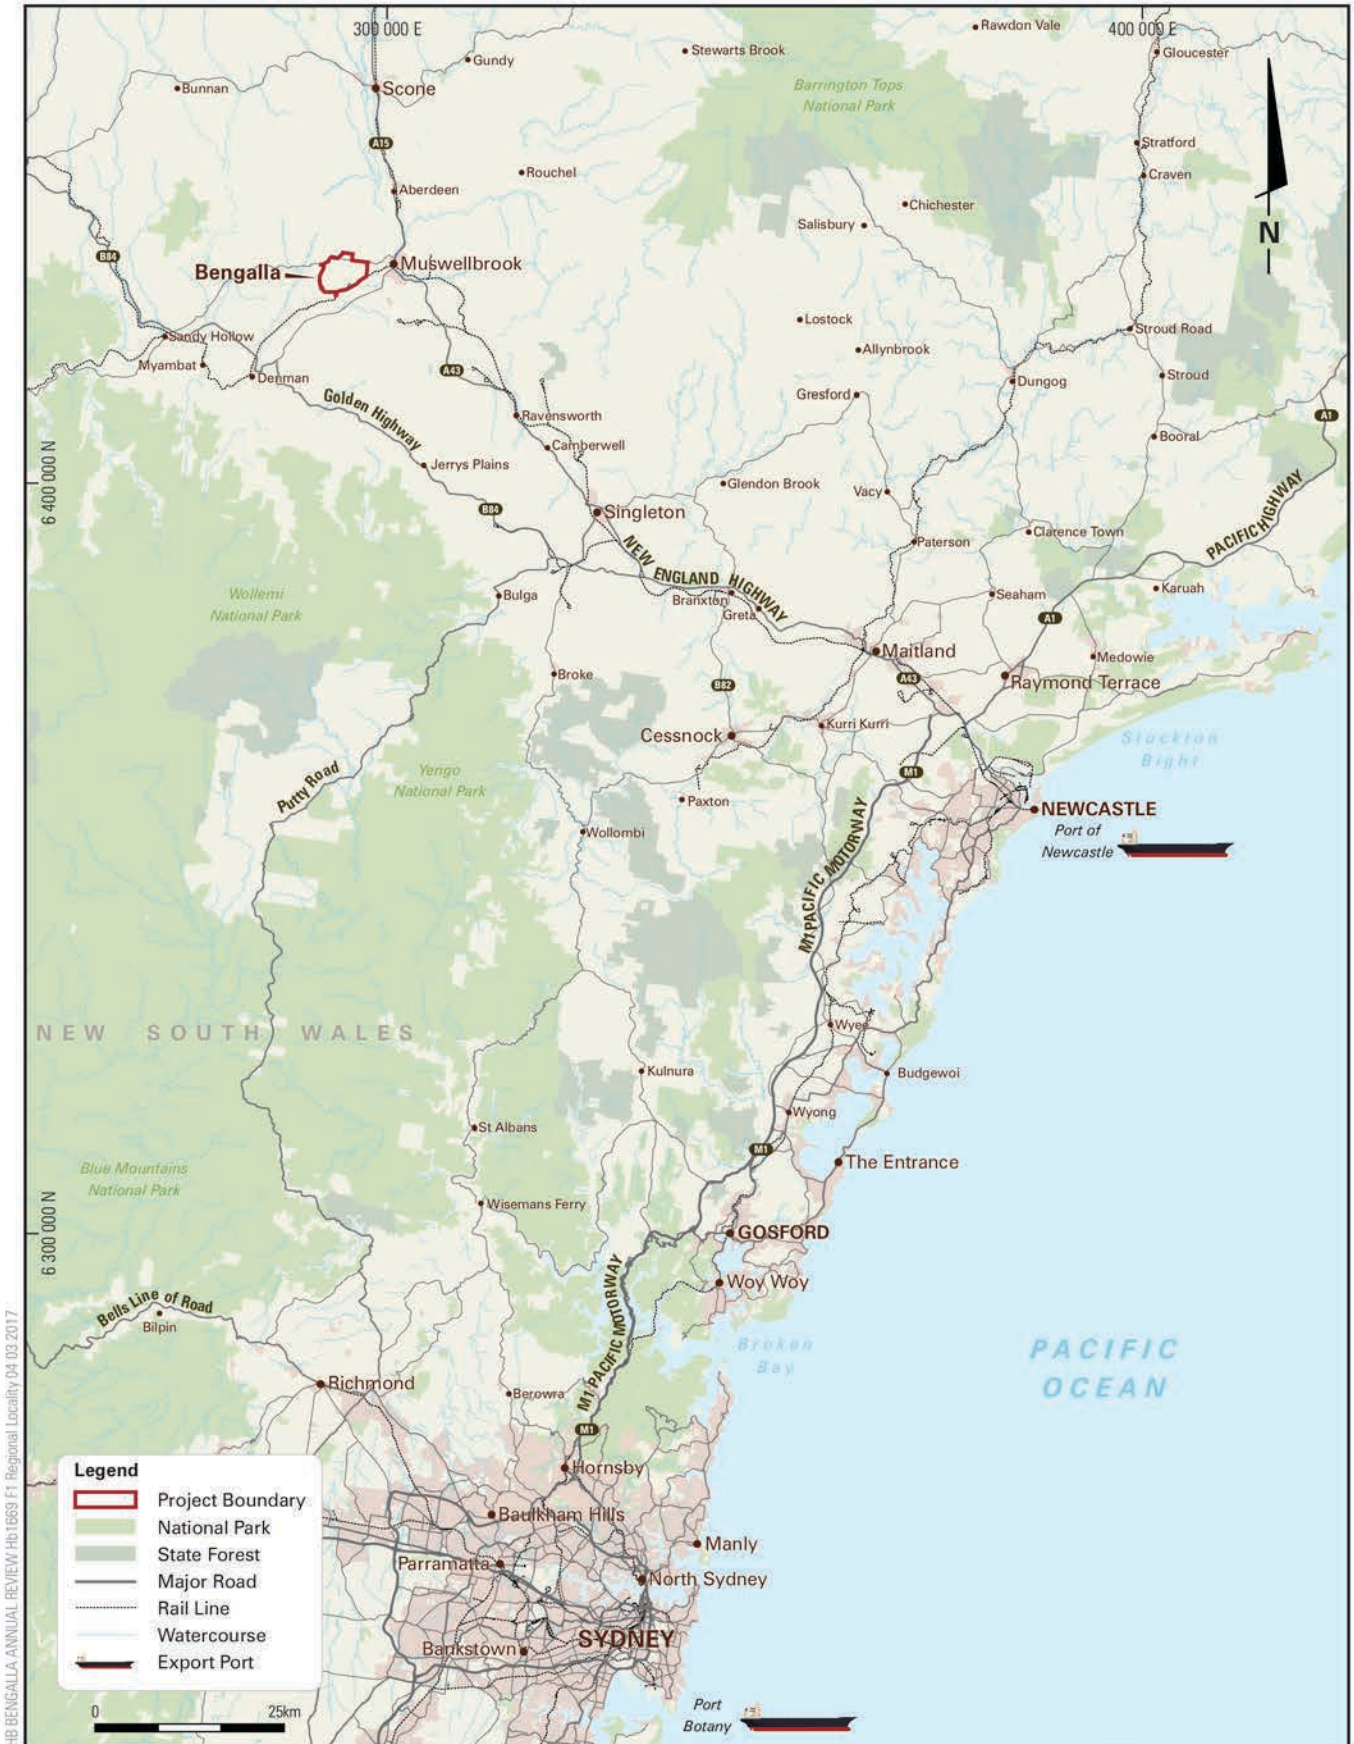 300 000 E
400 000 E
Rawdon Vale
Stewarts Brook
Gloucester
Gundy
Bunnan
Scone
Barrington Tops
National Park
A15
Stratford
Rouchel
Craven
Aberdeen
Chichester
Salisbury
N
B84
Bengalla
Muswellbrook
Lostock
Stroud Road
Sandy Hollow
Allynbrook
Myambat
Denman
A43
Dungog
Stroud
Golden Highway
Gresford
Ravensworth
A1
Camberwell
Booral
Jerrys Plains
6 400 000 N
Glendon Brook
Vacy
B84
Singleton
PACIFIC HIGHWAY
Clarence Town
Paterson
NEW ENGLAND HIGHWAY
Wollemi
National Park
Bulga
Branxton
Seaham
Karuah
Greta
A1
Maitland
Medowie
Broke
B82
A43
Raymond Terrace
Kurri Kurri
Cessnock
Stockton
Bight
Yengo
National Park
M1
Putty Road
Paxton
NEWCASTLE
Port of
Newcastle
Wollombi
M1 PACIFIC MOTORWAY
Wyee
NEW SOUTH WALES
Kulnura
Budgewoi
Wyong
St Albans
M1
The Entrance
Blue Mountains
National Park
Wisemans Ferry
GOSFORD
6 300 000 N
Woy Woy
Bells Line of Road
Bilpin
M1 PACIFIC MOTORWAY
Broken
Bay
PACIFIC
OCEAN
Richmond
Berowra
M1
Hornsby
Legend
Project Boundary
National Park
State Forest
Major Road
Rail Line
Watercourse
Export Port
Baulkham Hills
Manly
Parramatta
North Sydney
SYDNEY
Bankstown
Port
Botany
0
25km
HB BENGALLA ANNUAL REVIEW Hb1669 F1 Regional Locality 04 03 2017